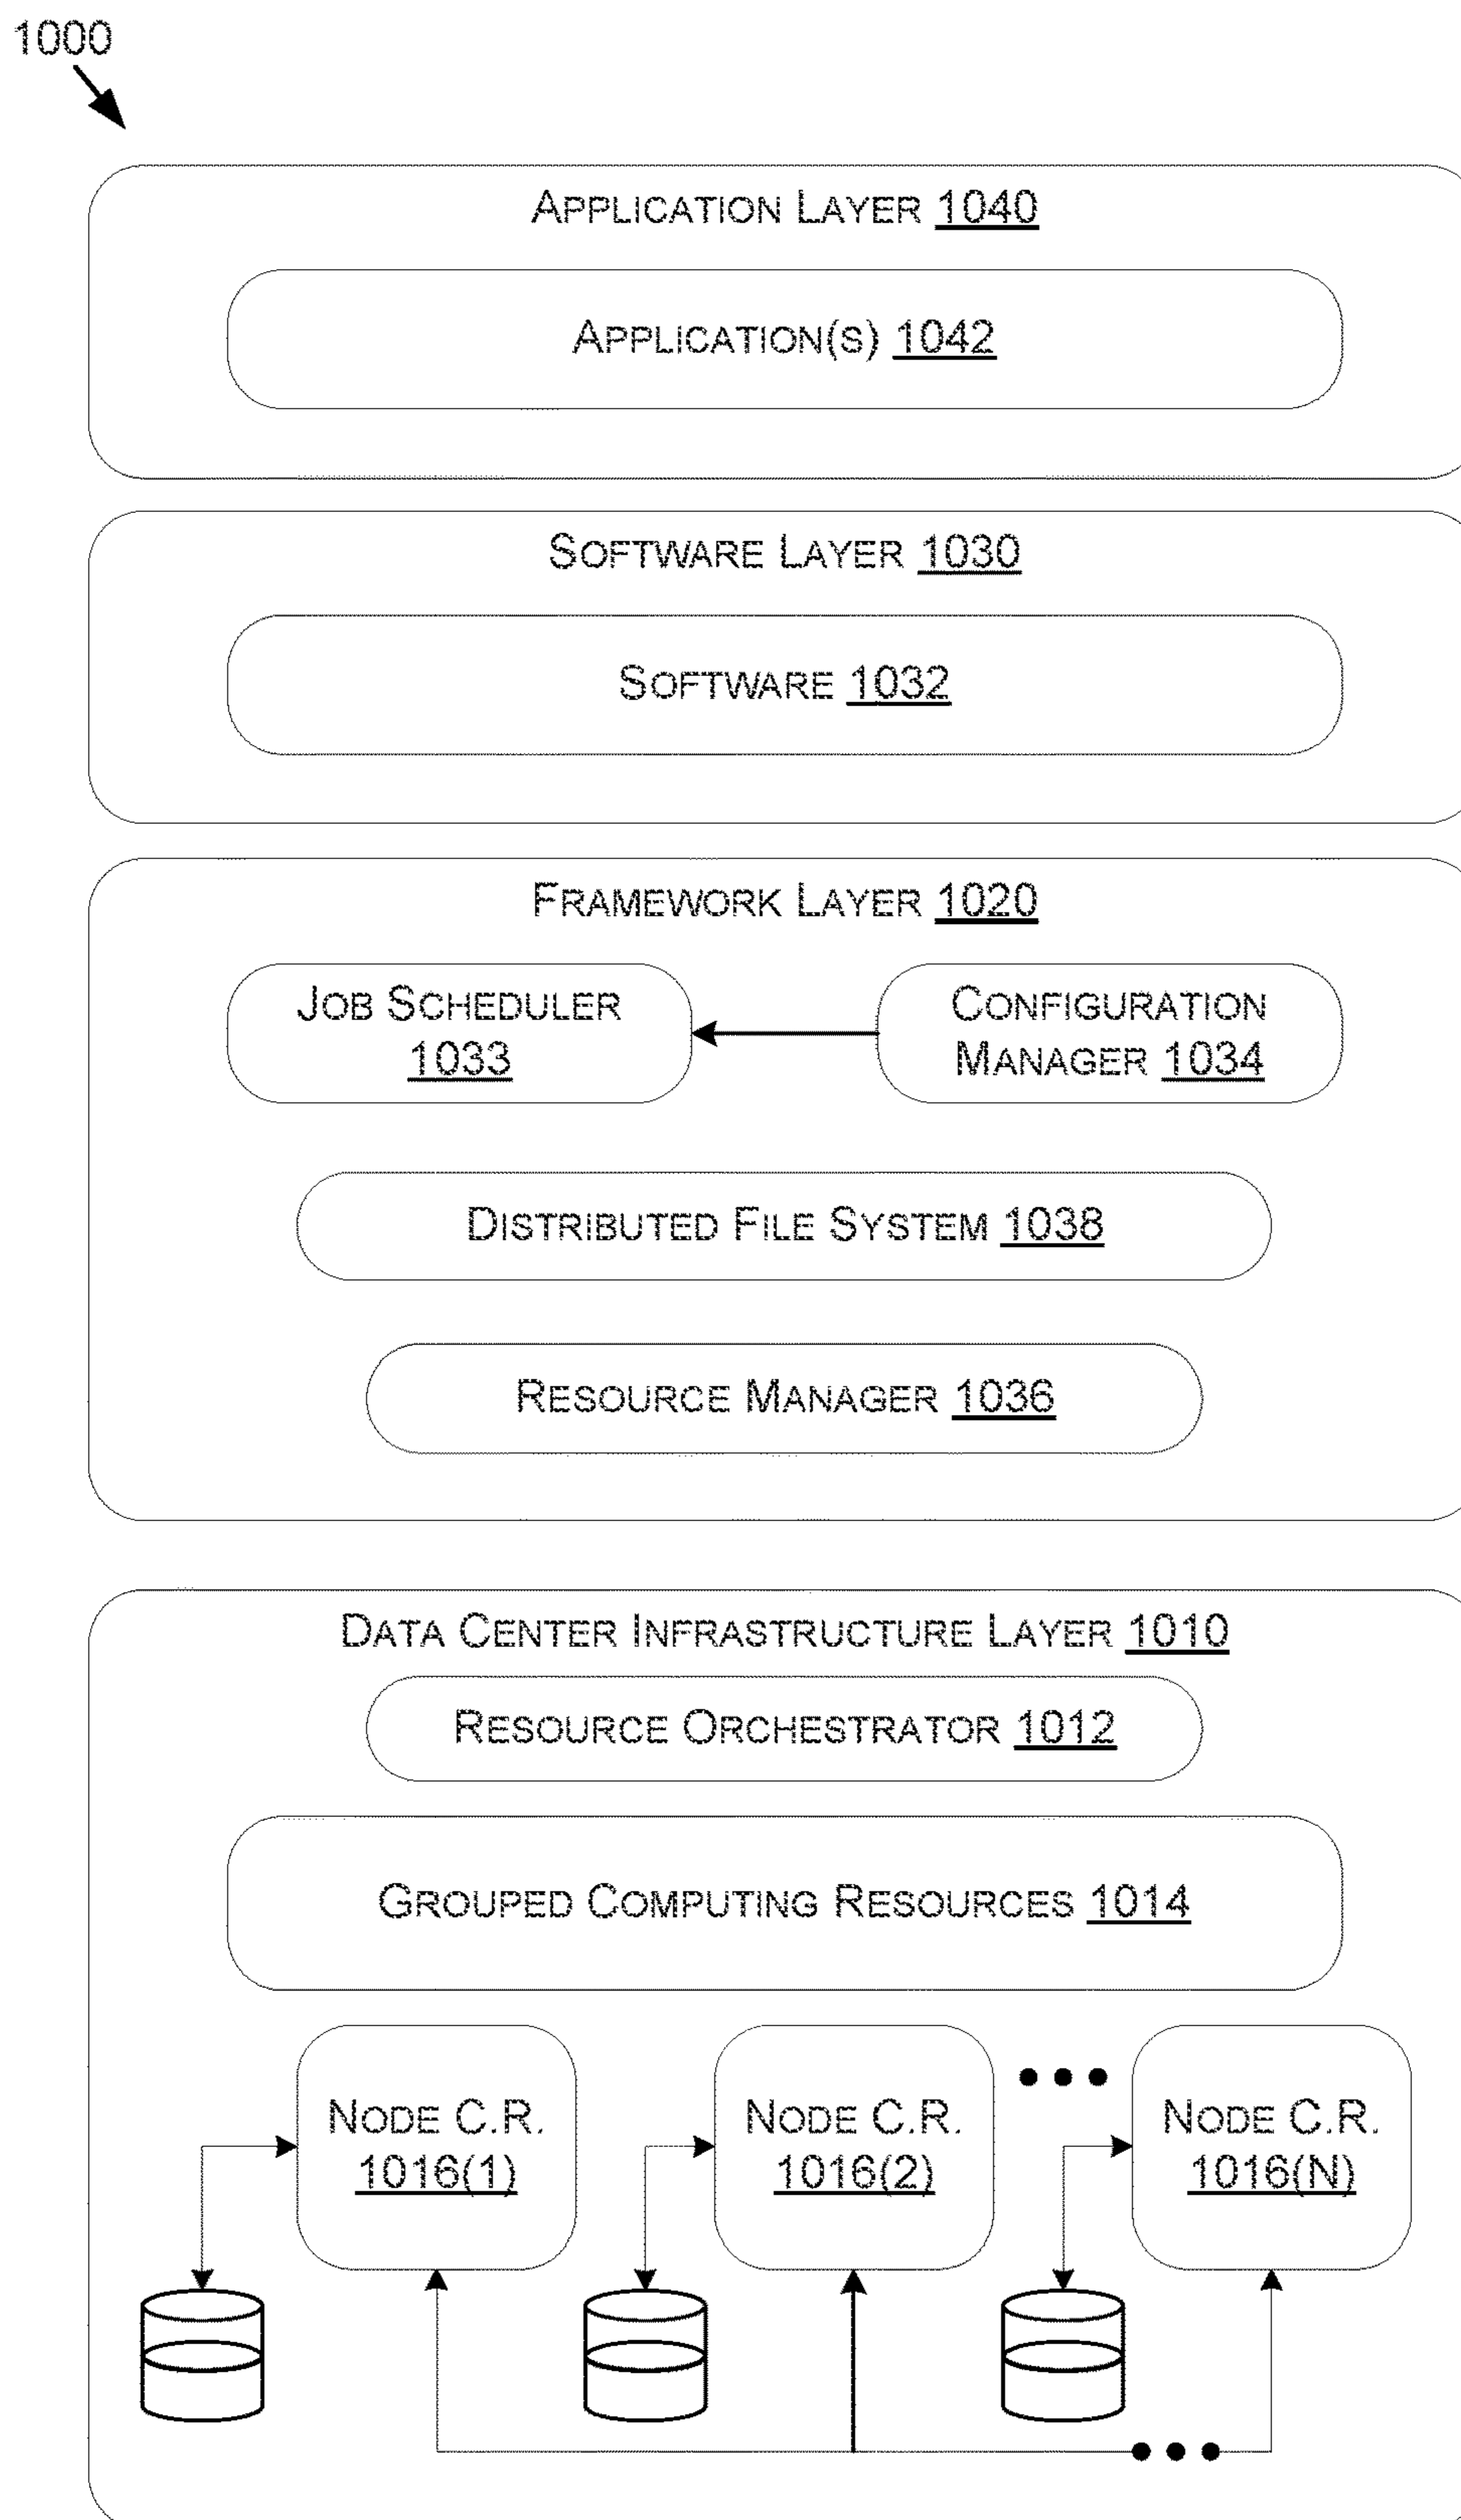 1000
APPLICATION LAYER 1040
APPLICATION(S) 1042
SOFTWARE LAYER 1030
SOFTWARE 1032
FRAMEWORK LAYER 1020
JOB SCHEDULER
1033
CONFIGURATION
MANAGER 1034
DISTRIBUTED FILE SYSTEM 1038
RESOURCE MANAGER 1036
DATA CENTER INFRASTRUCTURE LAYER 1010
RESOURCE ORCHESTRATOR 1012
GROUPED COMPUTING RESOURCES 1014
NODE C.R.
1016(1)
NODE C.R.
1016(2)
NODE C.R.
1016(N)